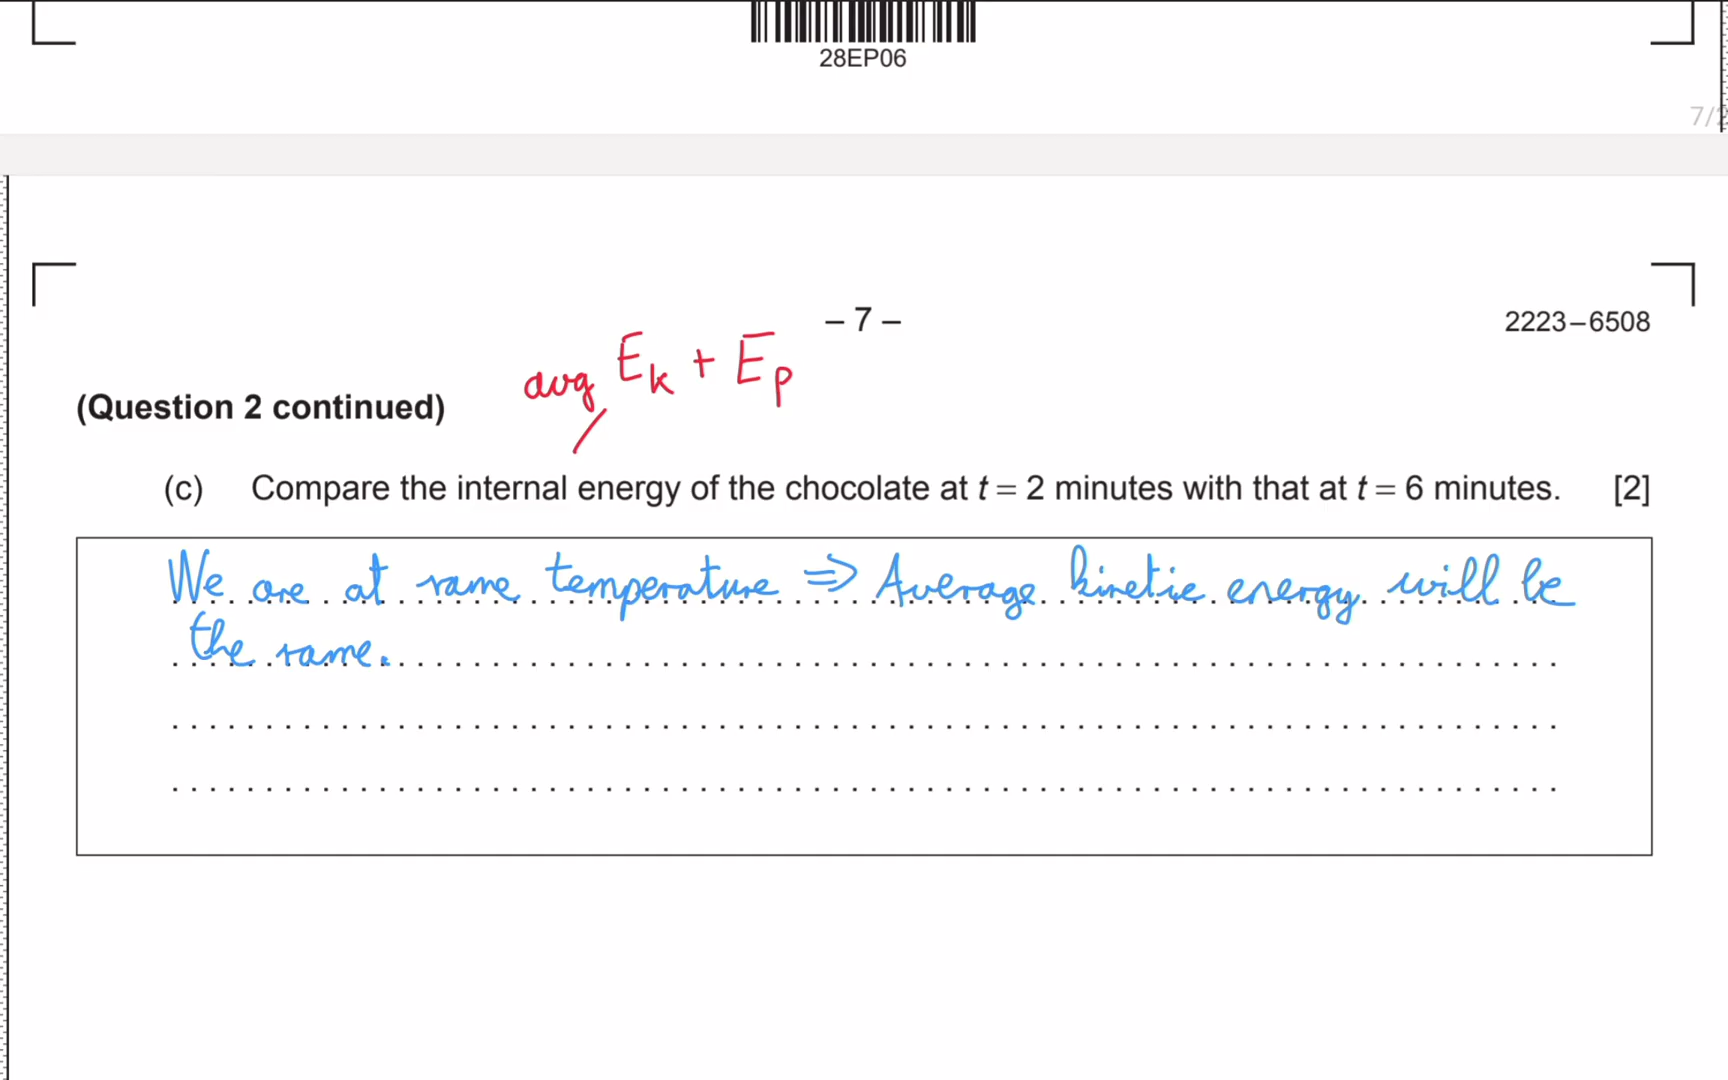 28EP06
7/2
– 7 –
2223–6508
avg Ek + Ep
(Question 2 continued)
(c) Compare the internal energy of the chocolate at t = 2 minutes with that at t = 6 minutes. [2]
We are at same temperature ⇒ Average kinetic energy will be
the same.